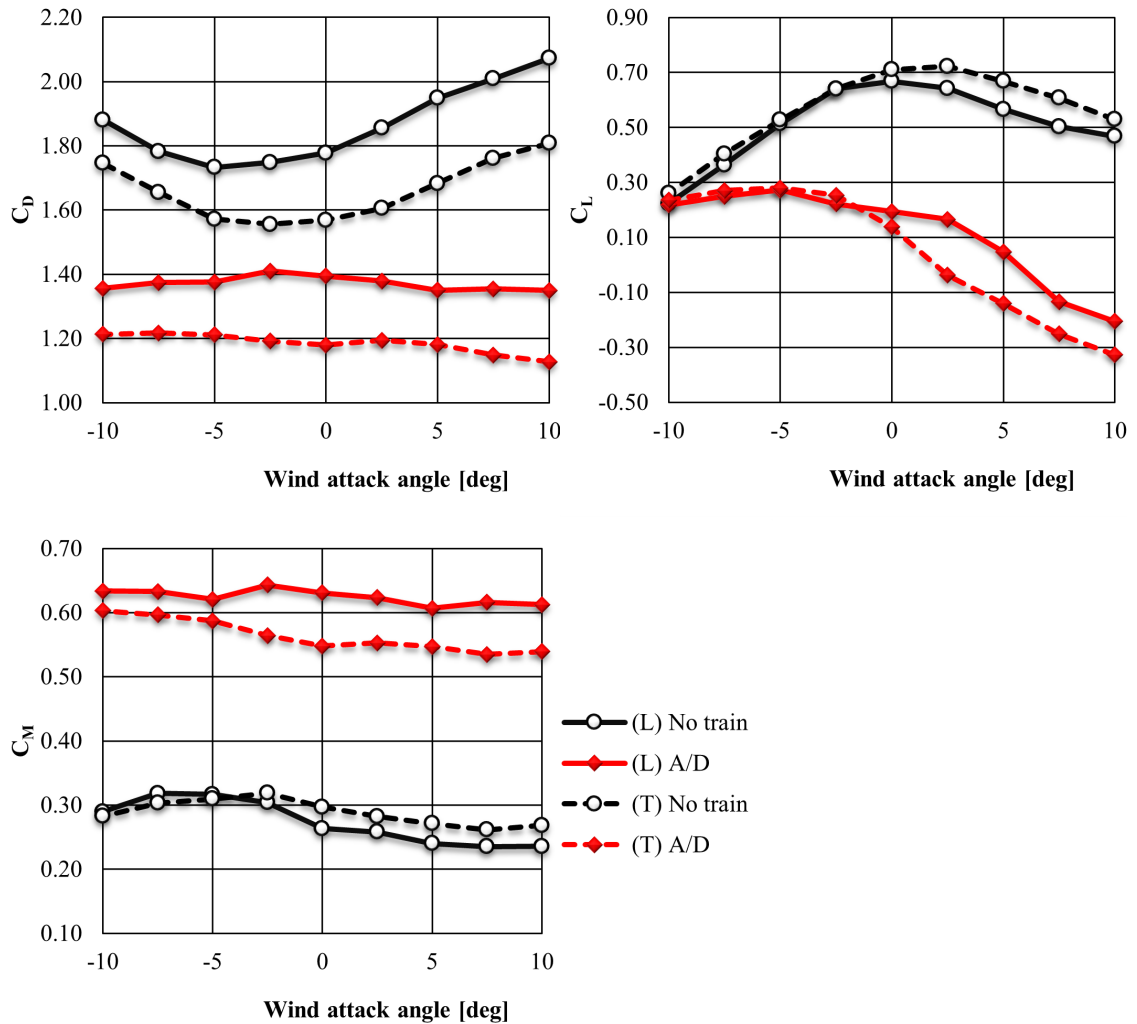 2.20
2.00
1.80
1.60
1.40
1.20
1.00
C_D
-10 -5 0 5 10
Wind attack angle [deg]
0.90
0.70
0.50
0.30
0.10
-0.10
-0.30
-0.50
C_L
-10 -5 0 5 10
Wind attack angle [deg]
0.70
0.60
0.50
0.40
0.30
0.20
0.10
C_M
-10 -5 0 5 10
Wind attack angle [deg]
(L) No train
(L) A/D
(T) No train
(T) A/D